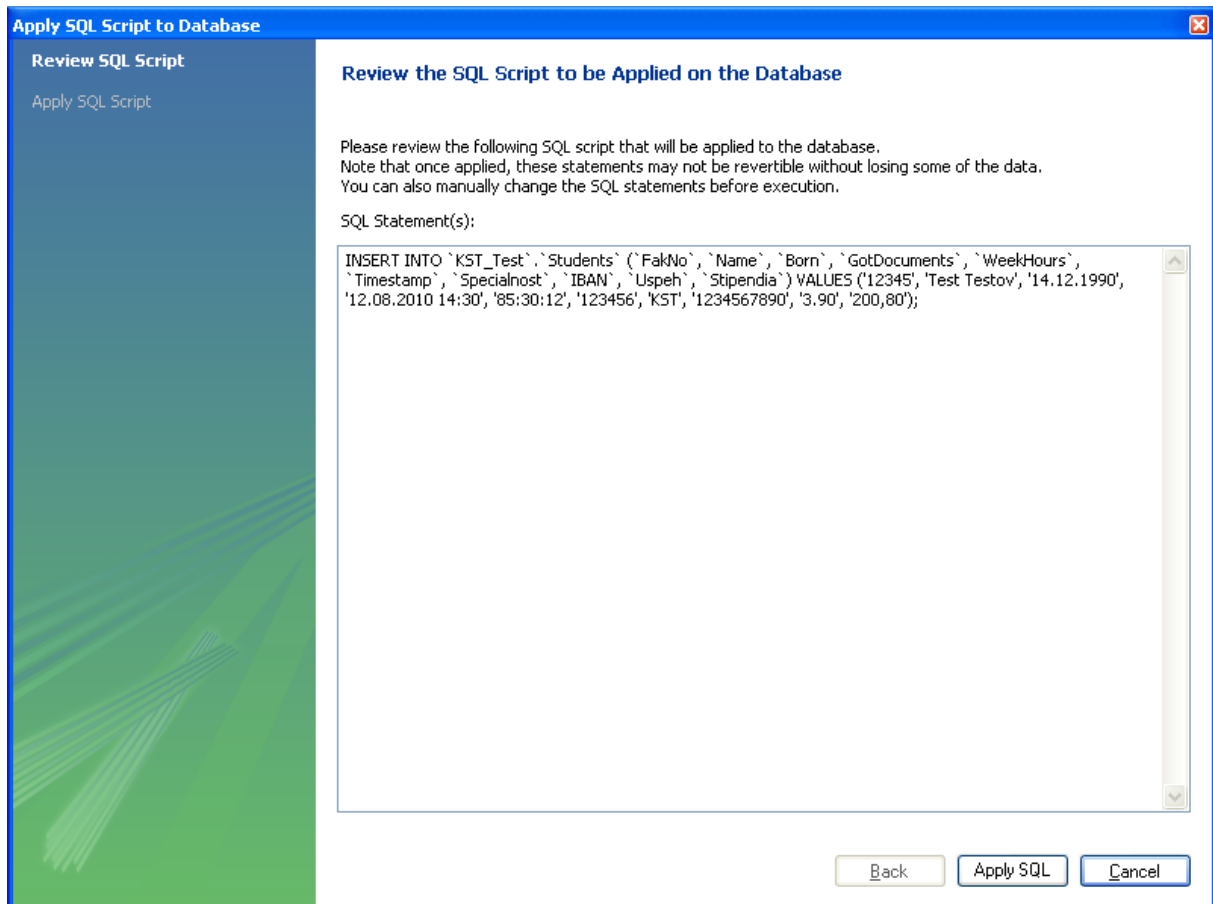 Apply SQL Script to Database
Review SQL Script
Apply SQL Script
Review the SQL Script to be Applied on the Database
Please review the following SQL script that will be applied to the database.
Note that once applied, these statements may not be revertible without losing some of the data.
You can also manually change the SQL statements before execution.
SQL Statement(s):
INSERT INTO `KST_Test`.`Students` (`FakNo`, `Name`, `Born`, `GotDocuments`, `WeekHours`,
`Timestamp`, `Specialnost`, `IBAN`, `Uspeh`, `Stipendia`) VALUES ('12345', 'Test Testov', '14.12.1990',
'12.08.2010 14:30', '85:30:12', '123456', 'KST', '1234567890', '3.90', '200,80');
Back
Apply SQL
Cancel